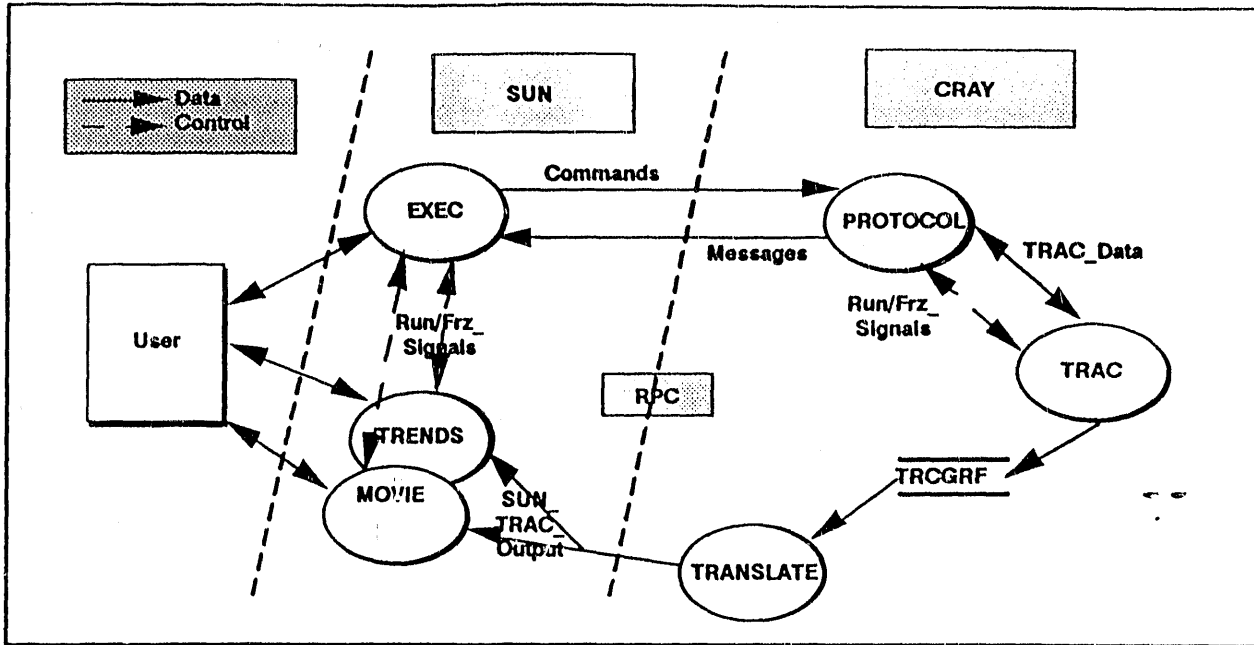 SUN
CRAY
Data
Control
Commands
EXEC
PROTOCOL
Messages
TRAC_Data
User
Run/Frz_
Signals
Run/Frz_
Signals
TRAC
RPC
TRENDS
TRCGRF
MOVIE
SUN_
TRAC_
Output
TRANSLATE